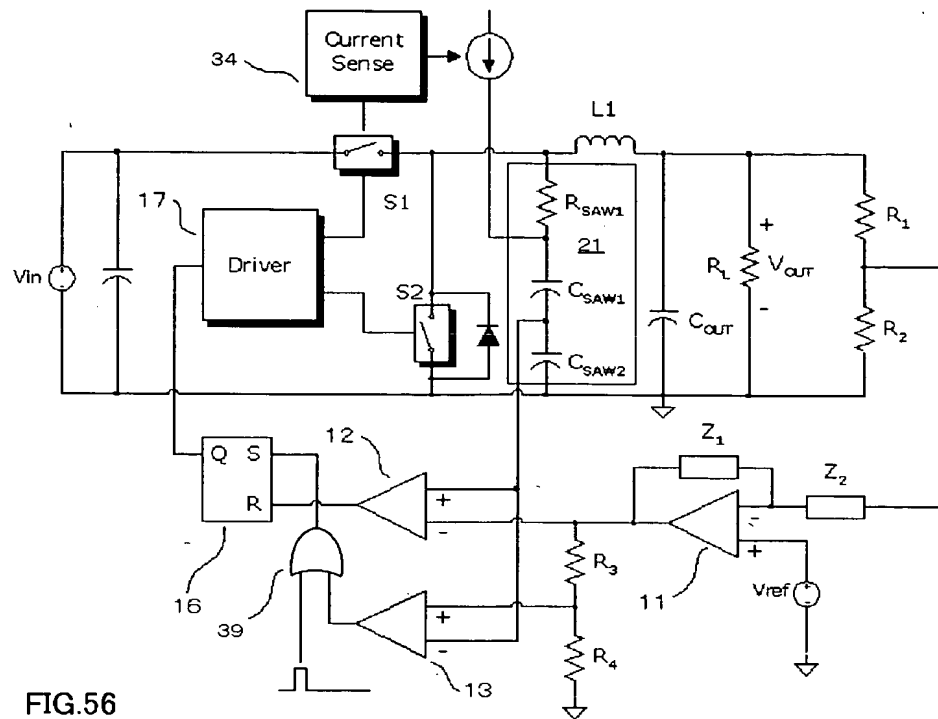 Current
Sense
34
L1
S1
17
RSAW1
21
R1
Driver
+
Vin
RL
VOUT
CSAW1
S2
-
COUT
R2
CSAW2
Z1
12
Z2
Q
S
+
R
-
-
+
R3
11
Vref
16
39
+
-
R4
13
FIG.56